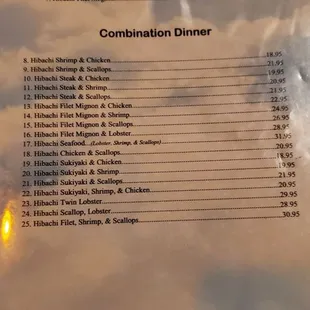 Combination Dinner
8. Hibachi Shrimp & Chicken 18.95
9. Hibachi Shrimp & Scallops 21.95
10. Hibachi Steak & Chicken 19.95
11. Hibachi Steak & Shrimp 20.95
12. Hibachi Steak & Scallops 21.95
13. Hibachi Filet Mignon & Chicken 22.95
14. Hibachi Filet Mignon & Shrimp 24.95
15. Hibachi Filet Mignon & Scallops 26.95
16. Hibachi Filet Mignon & Lobster 28.95
17. Hibachi Seafood (Lobster, Shrimp, & Scallops) 31.95
18. Hibachi Chicken & Scallops 20.95
19. Hibachi Sukiyaki & Chicken 18.95
20. Hibachi Sukiyaki & Shrimp 19.95
21. Hibachi Sukiyaki & Scallops 21.95
22. Hibachi Sukiyaki, Shrimp, & Chicken 20.95
23. Hibachi Twin Lobster 29.95
24. Hibachi Scallop, Lobster 28.95
25. Hibachi Filet, Shrimp, & Scallops 30.95